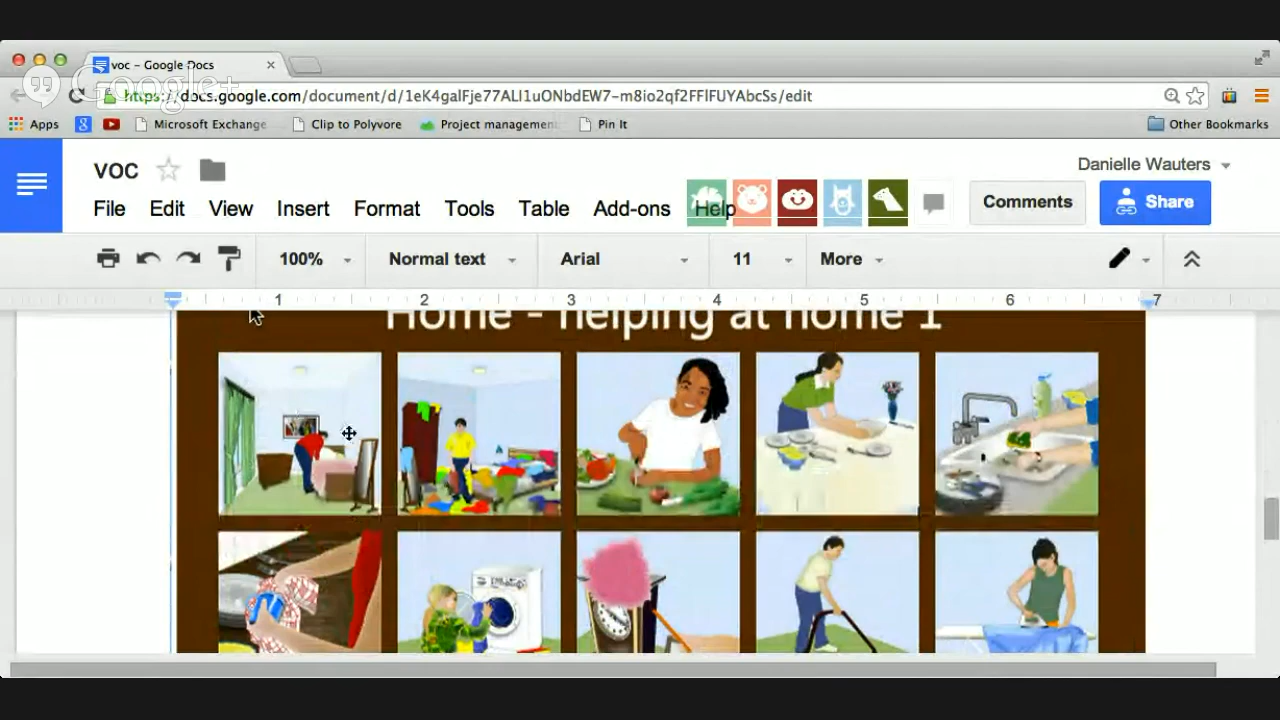 voc – Google Docs
Google+
https://docs.google.com/document/d/1eK4galFje77ALI1uONbdEW7-m8io2qf2FFlFUYAbcSs/edit
Apps
Microsoft Exchange
Clip to Polyvore
Project management
Pin It
Other Bookmarks
VOC
Danielle Wauters
File Edit View Insert Format Tools Table Add-ons Help
Comments
Share
100% Normal text Arial 11 More
1 2 3 4 5 6 7
Home - helping at home 1